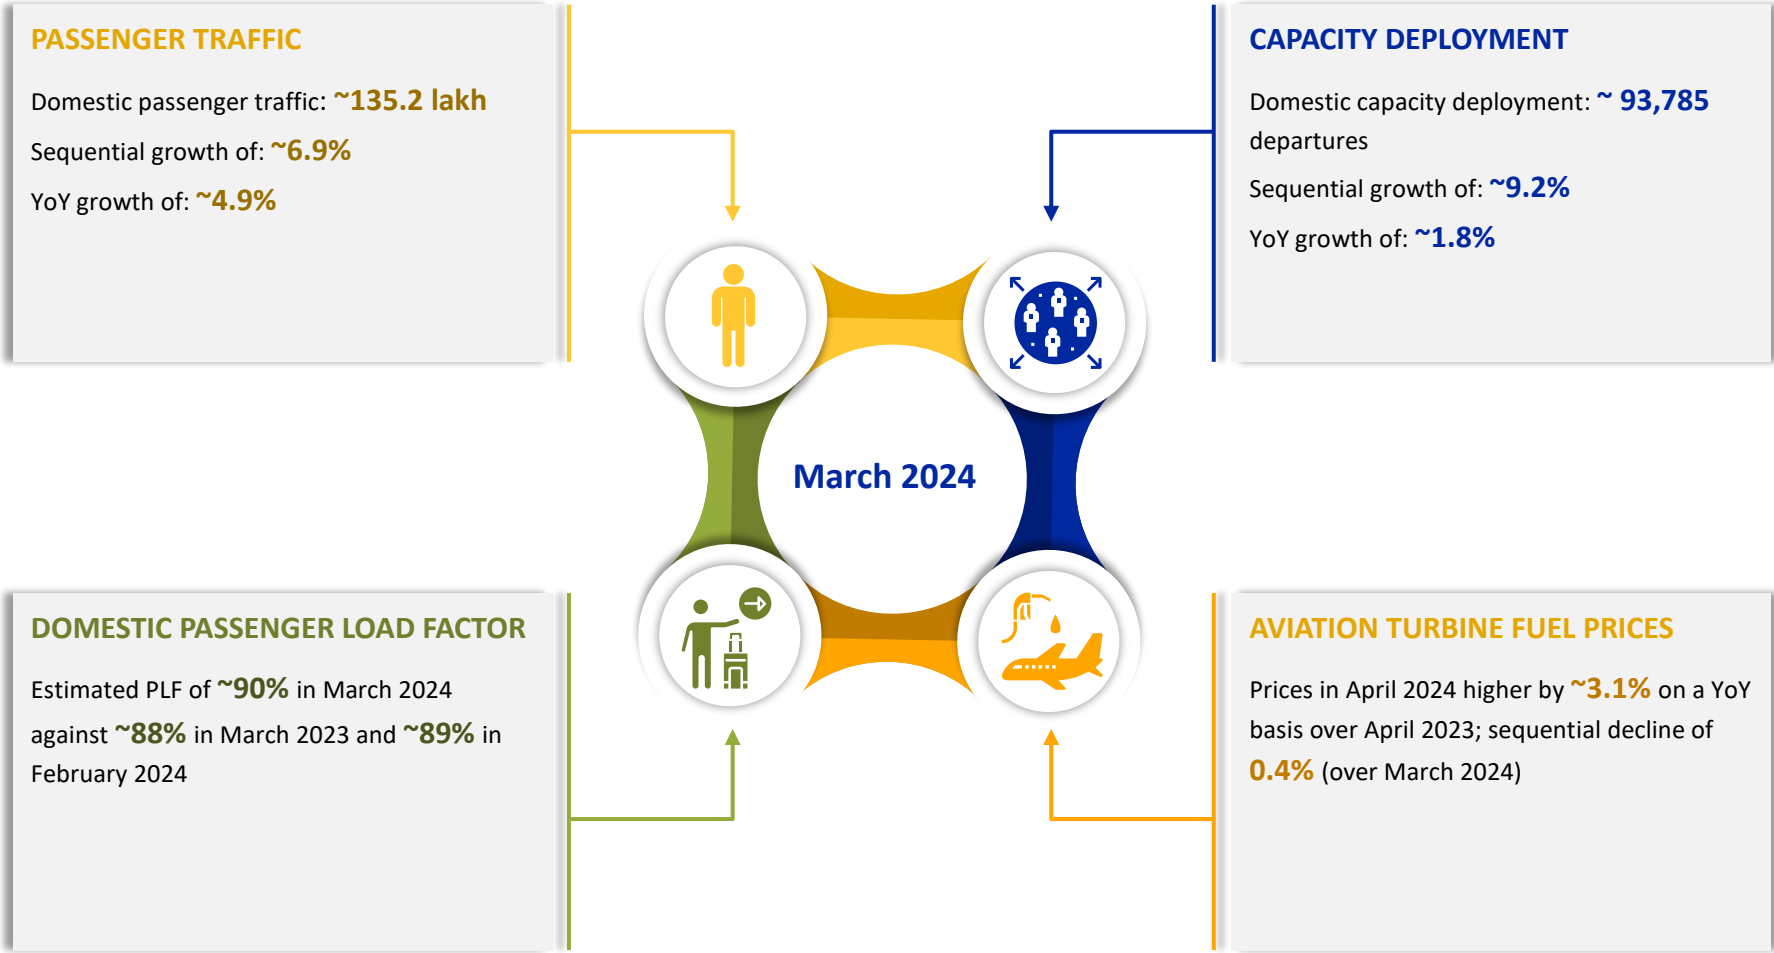 PASSENGER TRAFFIC
Domestic passenger traffic: ~135.2 lakh
Sequential growth of: ~6.9%
YoY growth of: ~4.9%
CAPACITY DEPLOYMENT
Domestic capacity deployment: ~ 93,785
departures
Sequential growth of: ~9.2%
YoY growth of: ~1.8%
March 2024
DOMESTIC PASSENGER LOAD FACTOR
Estimated PLF of ~90% in March 2024
against ~88% in March 2023 and ~89% in
February 2024
AVIATION TURBINE FUEL PRICES
Prices in April 2024 higher by ~3.1% on a YoY
basis over April 2023; sequential decline of
0.4% (over March 2024)